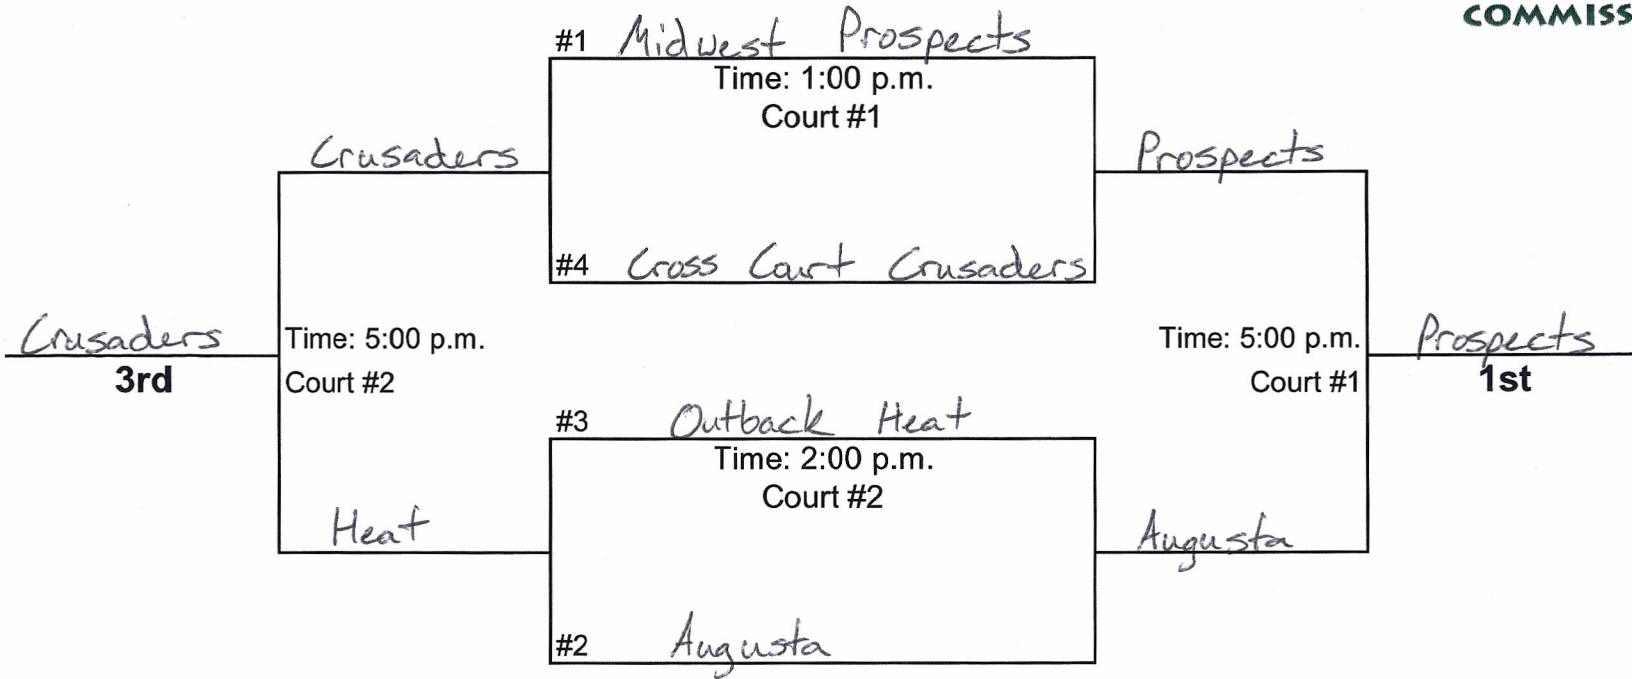 COMMISS
#1 Midwest Prospects
Time: 1:00 p.m.
Court #1
Crusaders
Prospects
#4 Cross Court Crusaders
Crusaders
3rd
Time: 5:00 p.m.
Court #2
Time: 5:00 p.m.
Court #1
Prospects
1st
#3 Outback Heat
Time: 2:00 p.m.
Court #2
Heat
Augusta
#2 Augusta